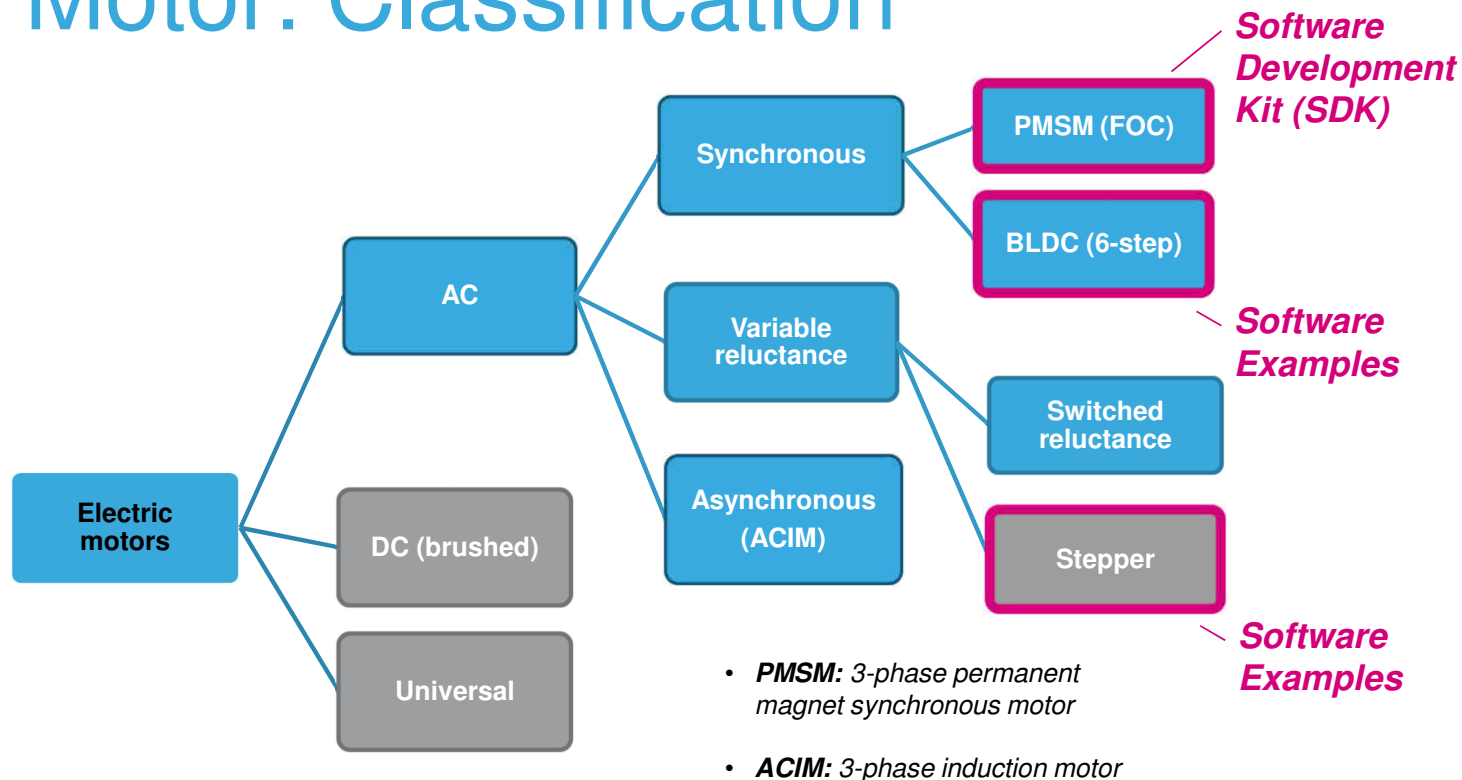 Motor: Classification
Software
Development
Kit (SDK)
PMSM (FOC)
Synchronous
BLDC (6-step)
AC
Variable
reluctance
Software
Examples
Switched
reluctance
Electric
motors
DC (brushed)
Asynchronous
(ACIM)
Stepper
Software
Examples
Universal
• PMSM: 3-phase permanent
magnet synchronous motor
• ACIM: 3-phase induction motor